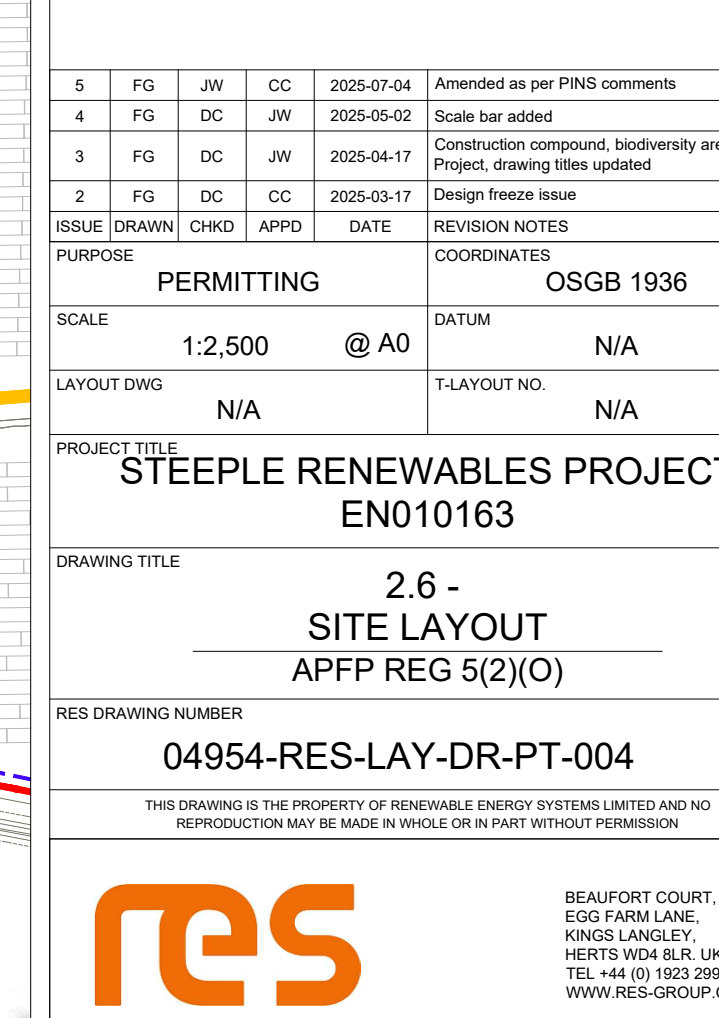 5 FG JW CC 2025-07-04 Amended as per PINS comments
4 FG DC JW 2025-05-02 Scale bar added
3 FG DC JW 2025-04-17 Construction compound, biodiversity
Project, drawing titles updated
2 FG DC CC 2025-03-17 Design freeze issue
ISSUE DRAWN CHKD APPD DATE REVISION NOTES
PURPOSE COORDINATES
PERMITTING OSGB 1936
SCALE DATUM
1:2,500 @ A0 N/A
LAYOUT DWG T-LAYOUT NO.
N/A N/A
PROJECT TITLE
STEEPLE RENEWABLES PROJECT
EN010163
DRAWING TITLE
2.6 -
SITE LAYOUT
APFP REG 5(2)(O)
RES DRAWING NUMBER
04954-RES-LAY-DR-PT-004
THIS DRAWING IS THE PROPERTY OF RENEWABLE ENERGY SYSTEMS LIMITED AND NO
REPRODUCTION MAY BE MADE IN WHOLE OR IN PART WITHOUT PERMISSION
res
BEAUFORT COURT,
EGG FARM LANE,
KINGS LANGLEY,
HERTS WD4 8LR. UK
TEL +44 (0) 1923 299
WWW.RES-GROUP.